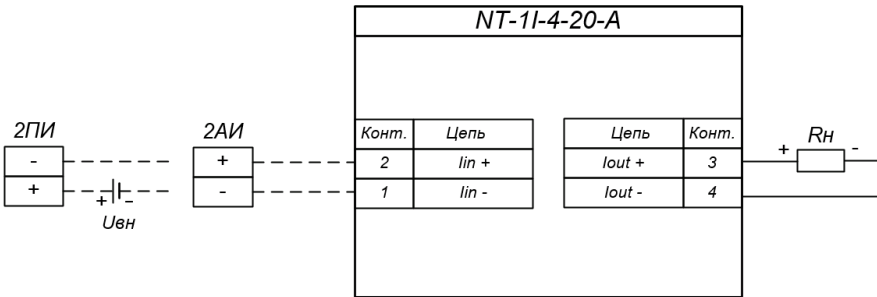 NT-1I-4-20-A
2ПИ
-
+
+ -
Uвн
2АИ
+
-
Конт. Цепь
2 Iin +
1 Iin -
Цепь Конт.
Iout + 3
Iout - 4
+ Rн -